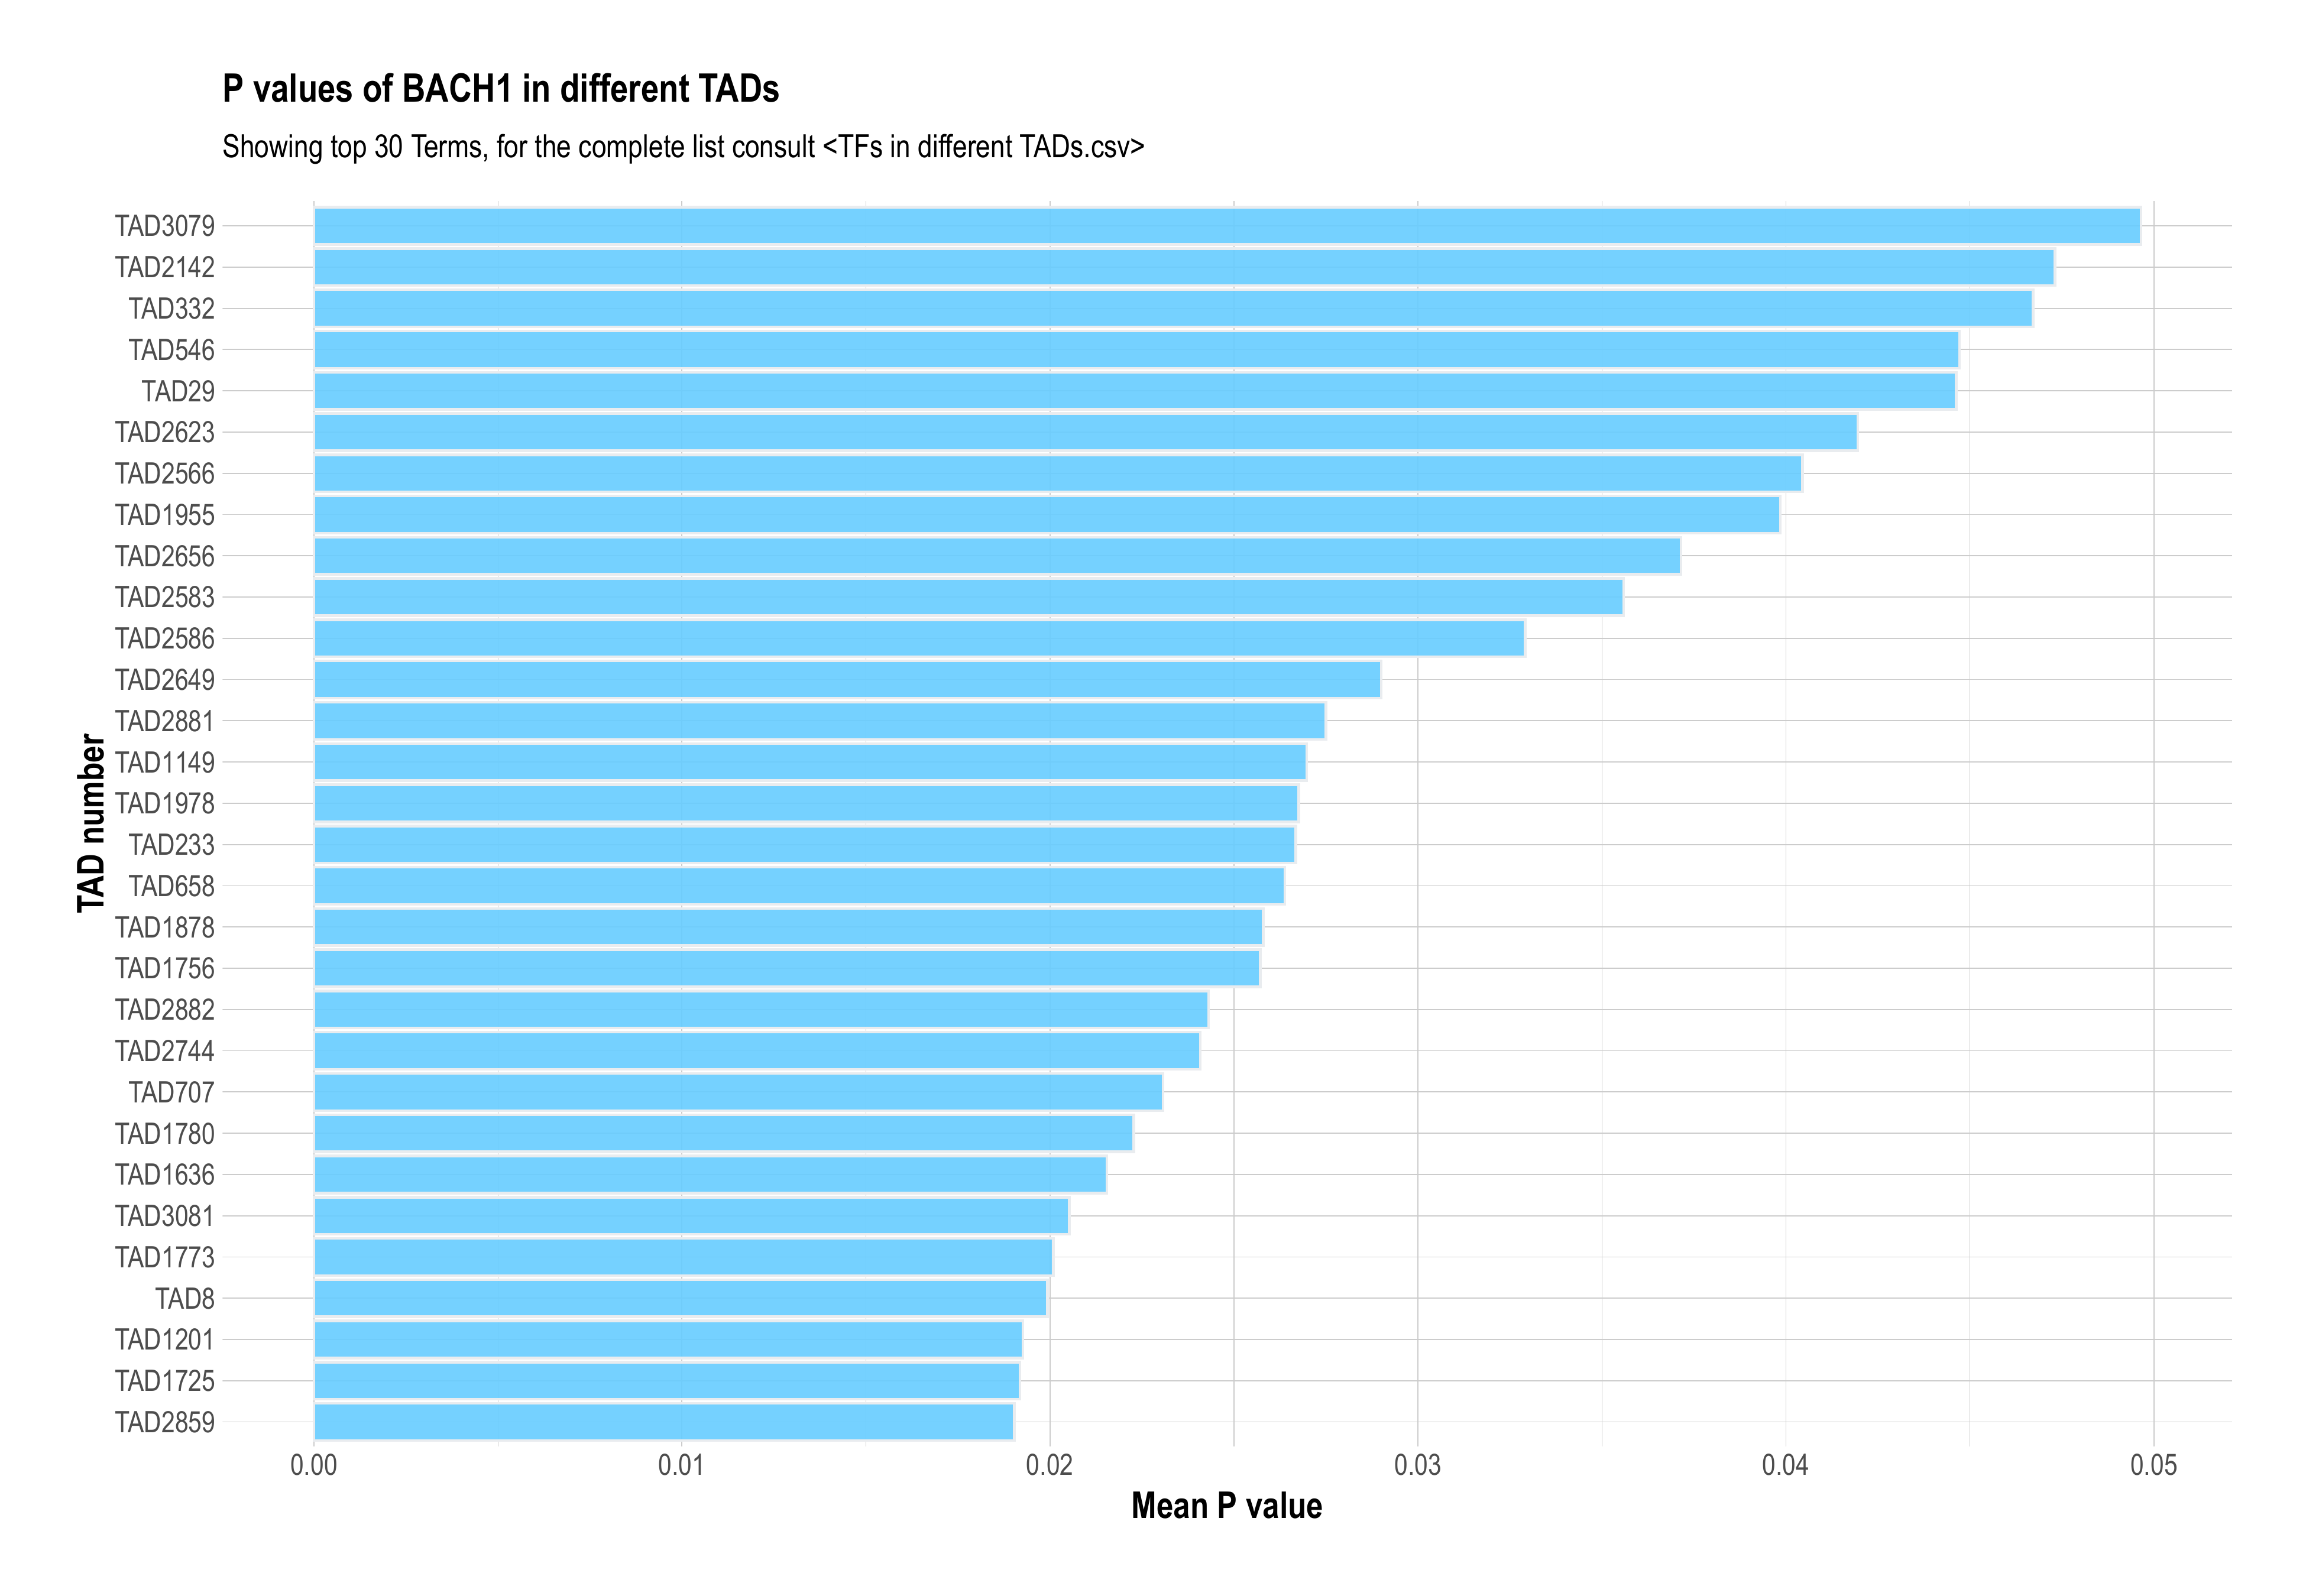 P values of BACH1 in different TADs
Showing top 30 Terms, for the complete list consult <TFs in different TADs.csv>
TAD number
TAD3079
TAD2142
TAD332
TAD546
TAD29
TAD2623
TAD2566
TAD1955
TAD2656
TAD2583
TAD2586
TAD2649
TAD2881
TAD1149
TAD1978
TAD233
TAD658
TAD1878
TAD1756
TAD2882
TAD2744
TAD707
TAD1780
TAD1636
TAD3081
TAD1773
TAD8
TAD1201
TAD1725
TAD2859
0.00 0.01 0.02 0.03 0.04 0.05
Mean P value